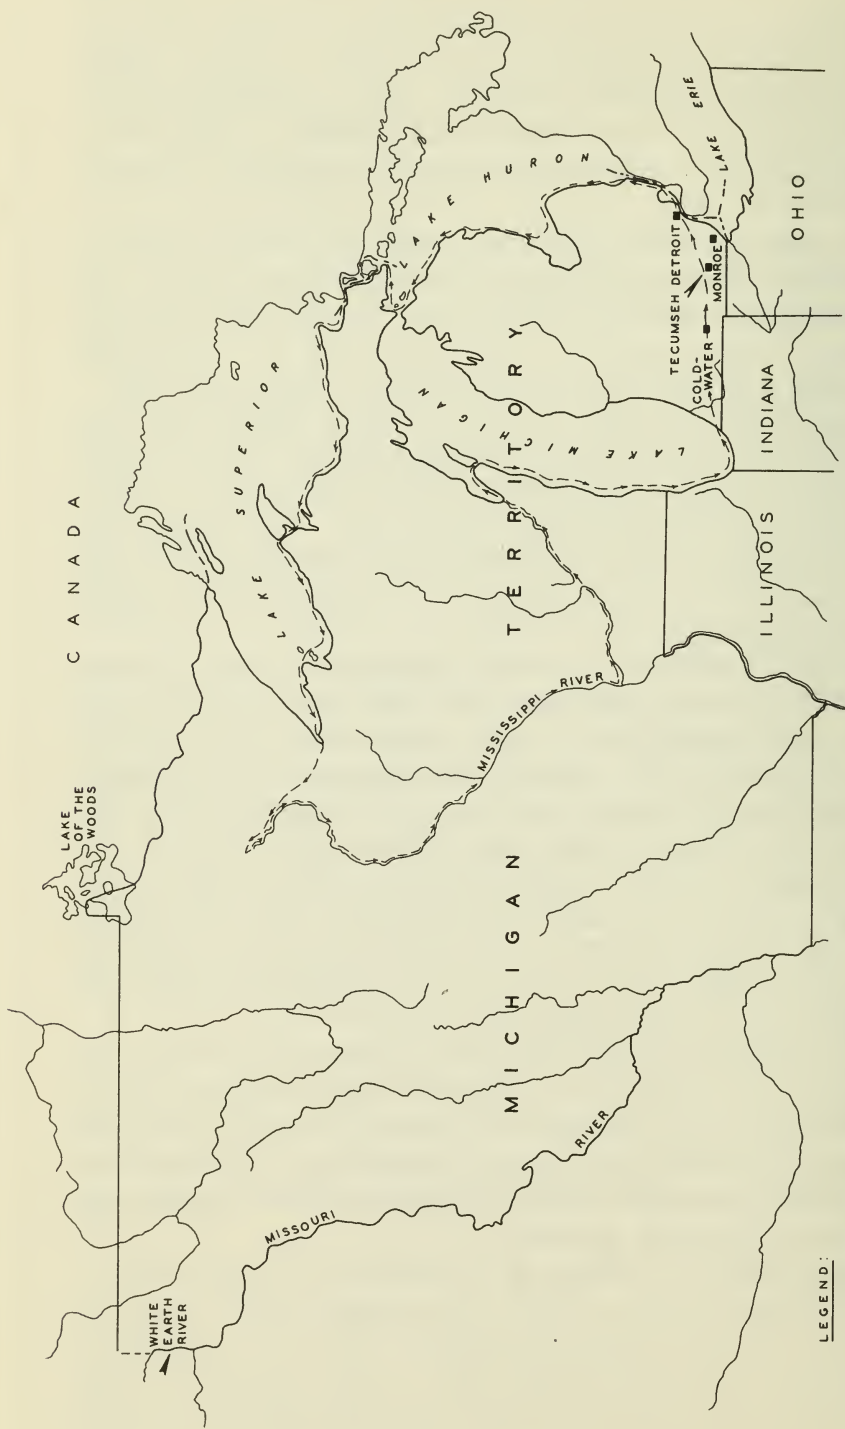 CANADA
LAKE
OF THE
WOODS
LAKE SUPERIOR
LAKE HURON
LAKE ERIE
LAKE MICHIGAN
MICHIGAN TERRITORY
WHITE
EARTH
RIVER
MISSOURI RIVER
MISSISSIPPI RIVER
TECUMSEH DETROIT
COLD-
WATER
MONROE
ILLINOIS
INDIANA
OHIO
LEGEND: